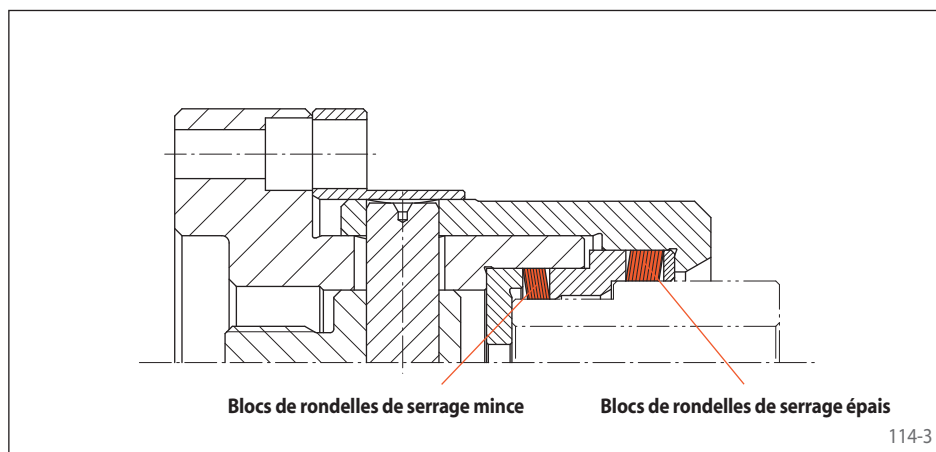 Blocs de rondelles de serrage mince
Blocs de rondelles de serrage épais
114-3